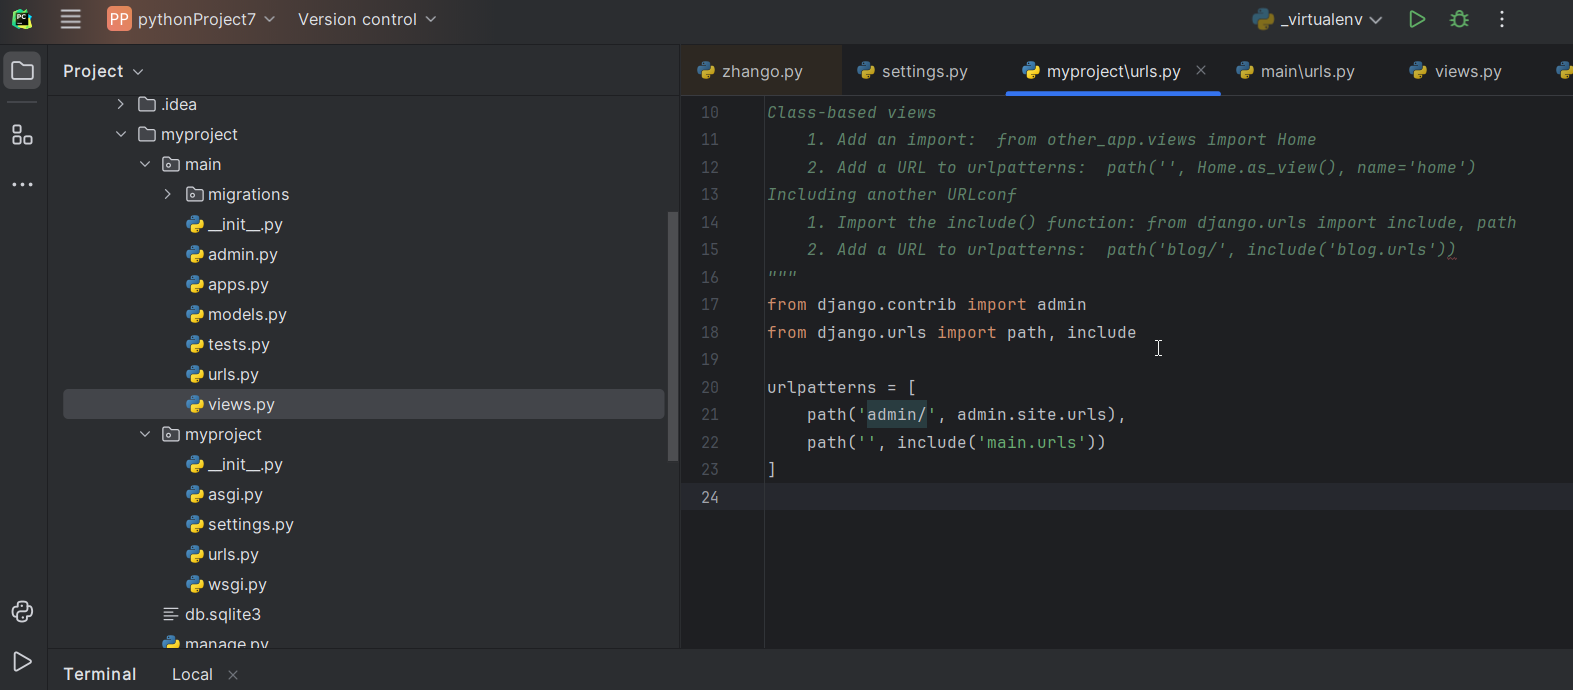 PC
PP pythonProject7 Version control _virtualenv
Project
zhango.py settings.py myproject\urls.py main\urls.py views.py
.idea
myproject
main
migrations
__init__.py
admin.py
apps.py
models.py
tests.py
urls.py
views.py
myproject
__init__.py
asgi.py
settings.py
urls.py
wsgi.py
db.sqlite3
manage.py
10 Class-based views
11     1. Add an import:  from other_app.views import Home
12     2. Add a URL to urlpatterns:  path('', Home.as_view(), name='home')
13 Including another URLconf
14     1. Import the include() function: from django.urls import include, path
15     2. Add a URL to urlpatterns:  path('blog/', include('blog.urls'))
16 """
17 from django.contrib import admin
18 from django.urls import path, include
19
20 urlpatterns = [
21     path('admin/', admin.site.urls),
22     path('', include('main.urls'))
23 ]
24
Terminal Local